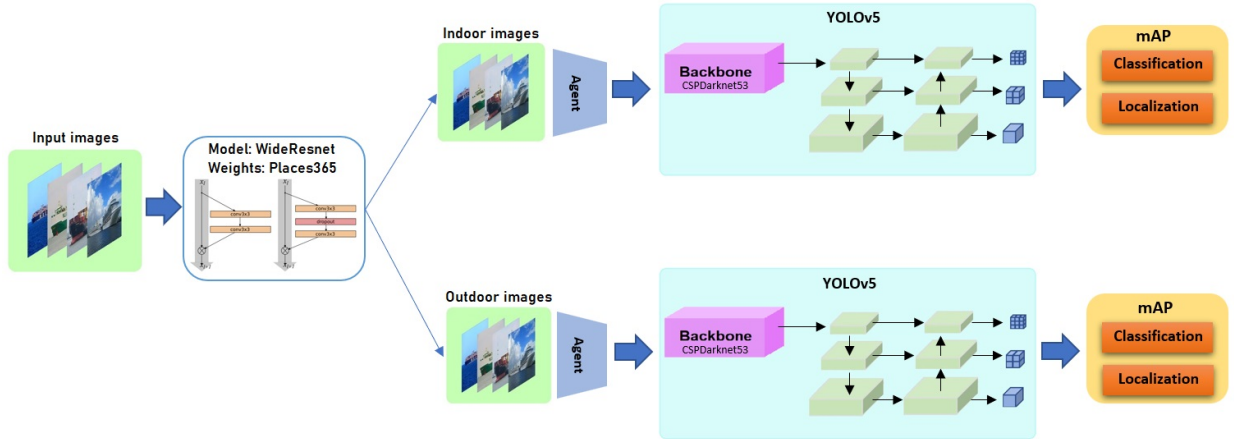 Input images
Model: WideResnet
Weights: Places365
conv3x3
conv3x3
conv3x3
dropout
conv3x3
Indoor images
Agent
YOLOv5
Backbone
CSPDarknet53
mAP
Classification
Localization
Outdoor images
Agent
YOLOv5
Backbone
CSPDarknet53
mAP
Classification
Localization